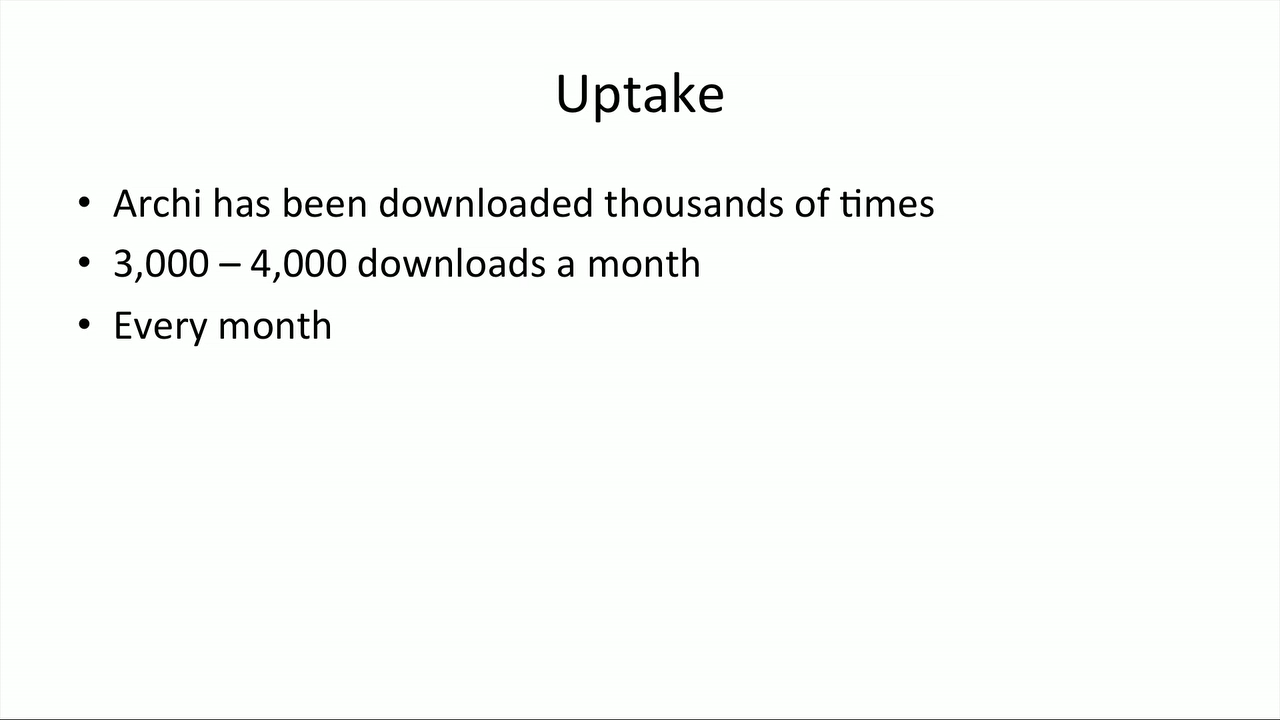 Uptake
• Archi has been downloaded thousands of times
• 3,000 – 4,000 downloads a month
• Every month